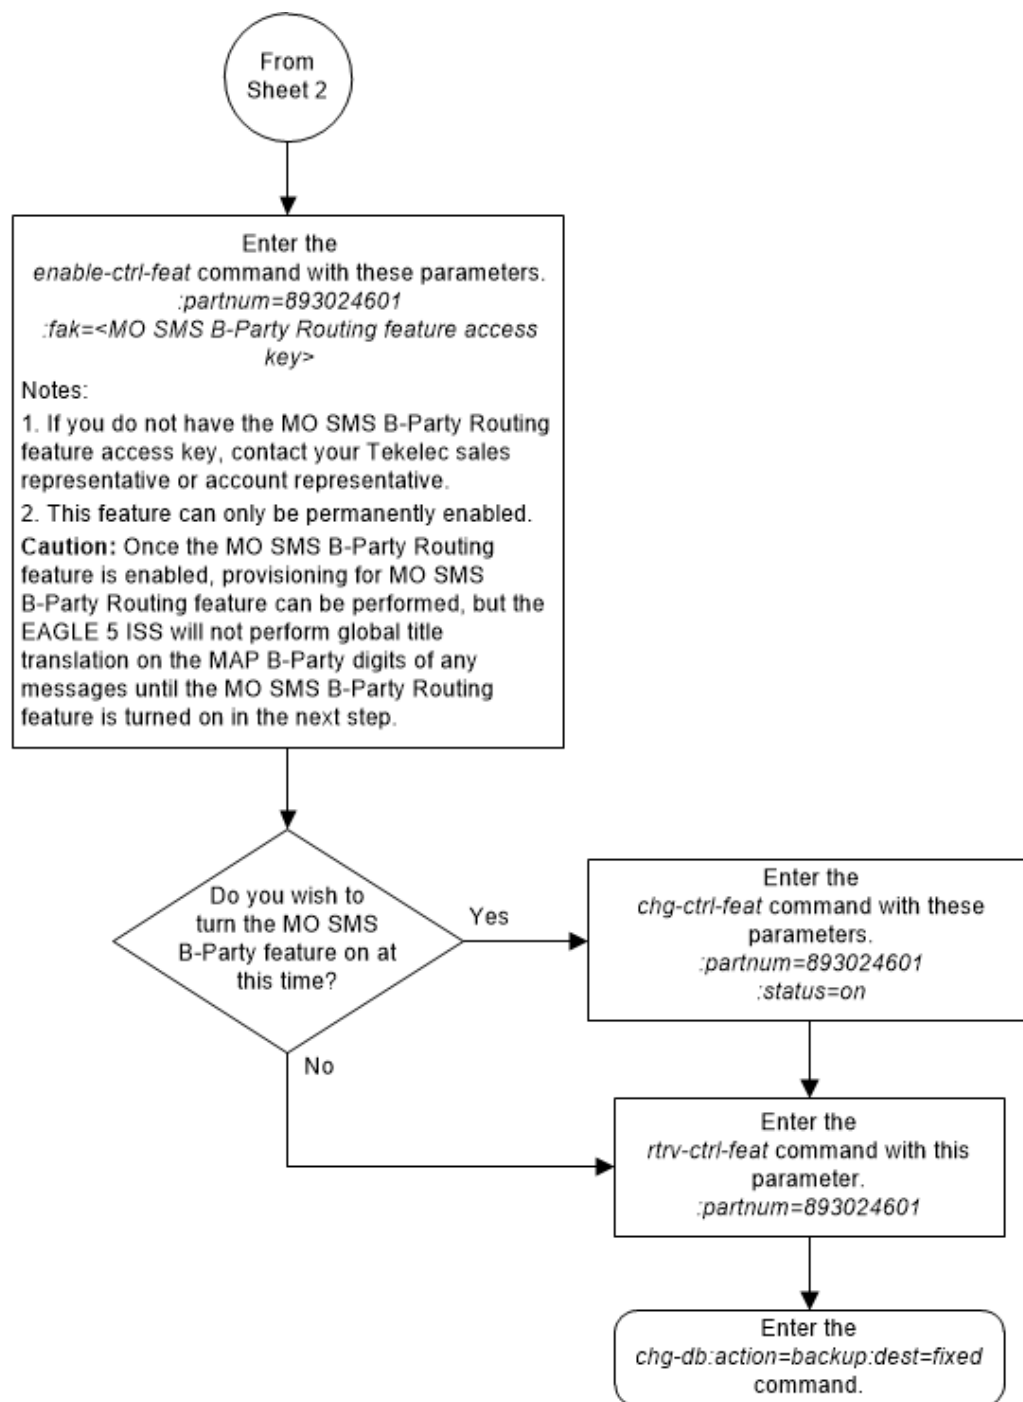 From
Sheet 2
Enter the
enable-ctrl-feat command with these parameters.
:partnum=893024601
:fak=<MO SMS B-Party Routing feature access
key>
Notes:
1. If you do not have the MO SMS B-Party Routing
feature access key, contact your Tekelec sales
representative or account representative.
2. This feature can only be permanently enabled.
Caution: Once the MO SMS B-Party Routing
feature is enabled, provisioning for MO SMS
B-Party Routing feature can be performed, but the
EAGLE 5 ISS will not perform global title
translation on the MAP B-Party digits of any
messages until the MO SMS B-Party Routing
feature is turned on in the next step.
Do you wish to
turn the MO SMS
B-Party feature on at
this time?
Yes
Enter the
chg-ctrl-feat command with these
parameters.
:partnum=893024601
:status=on
No
Enter the
rtrv-ctrl-feat command with this
parameter.
:partnum=893024601
Enter the
chg-db:action=backup:dest=fixed
command.